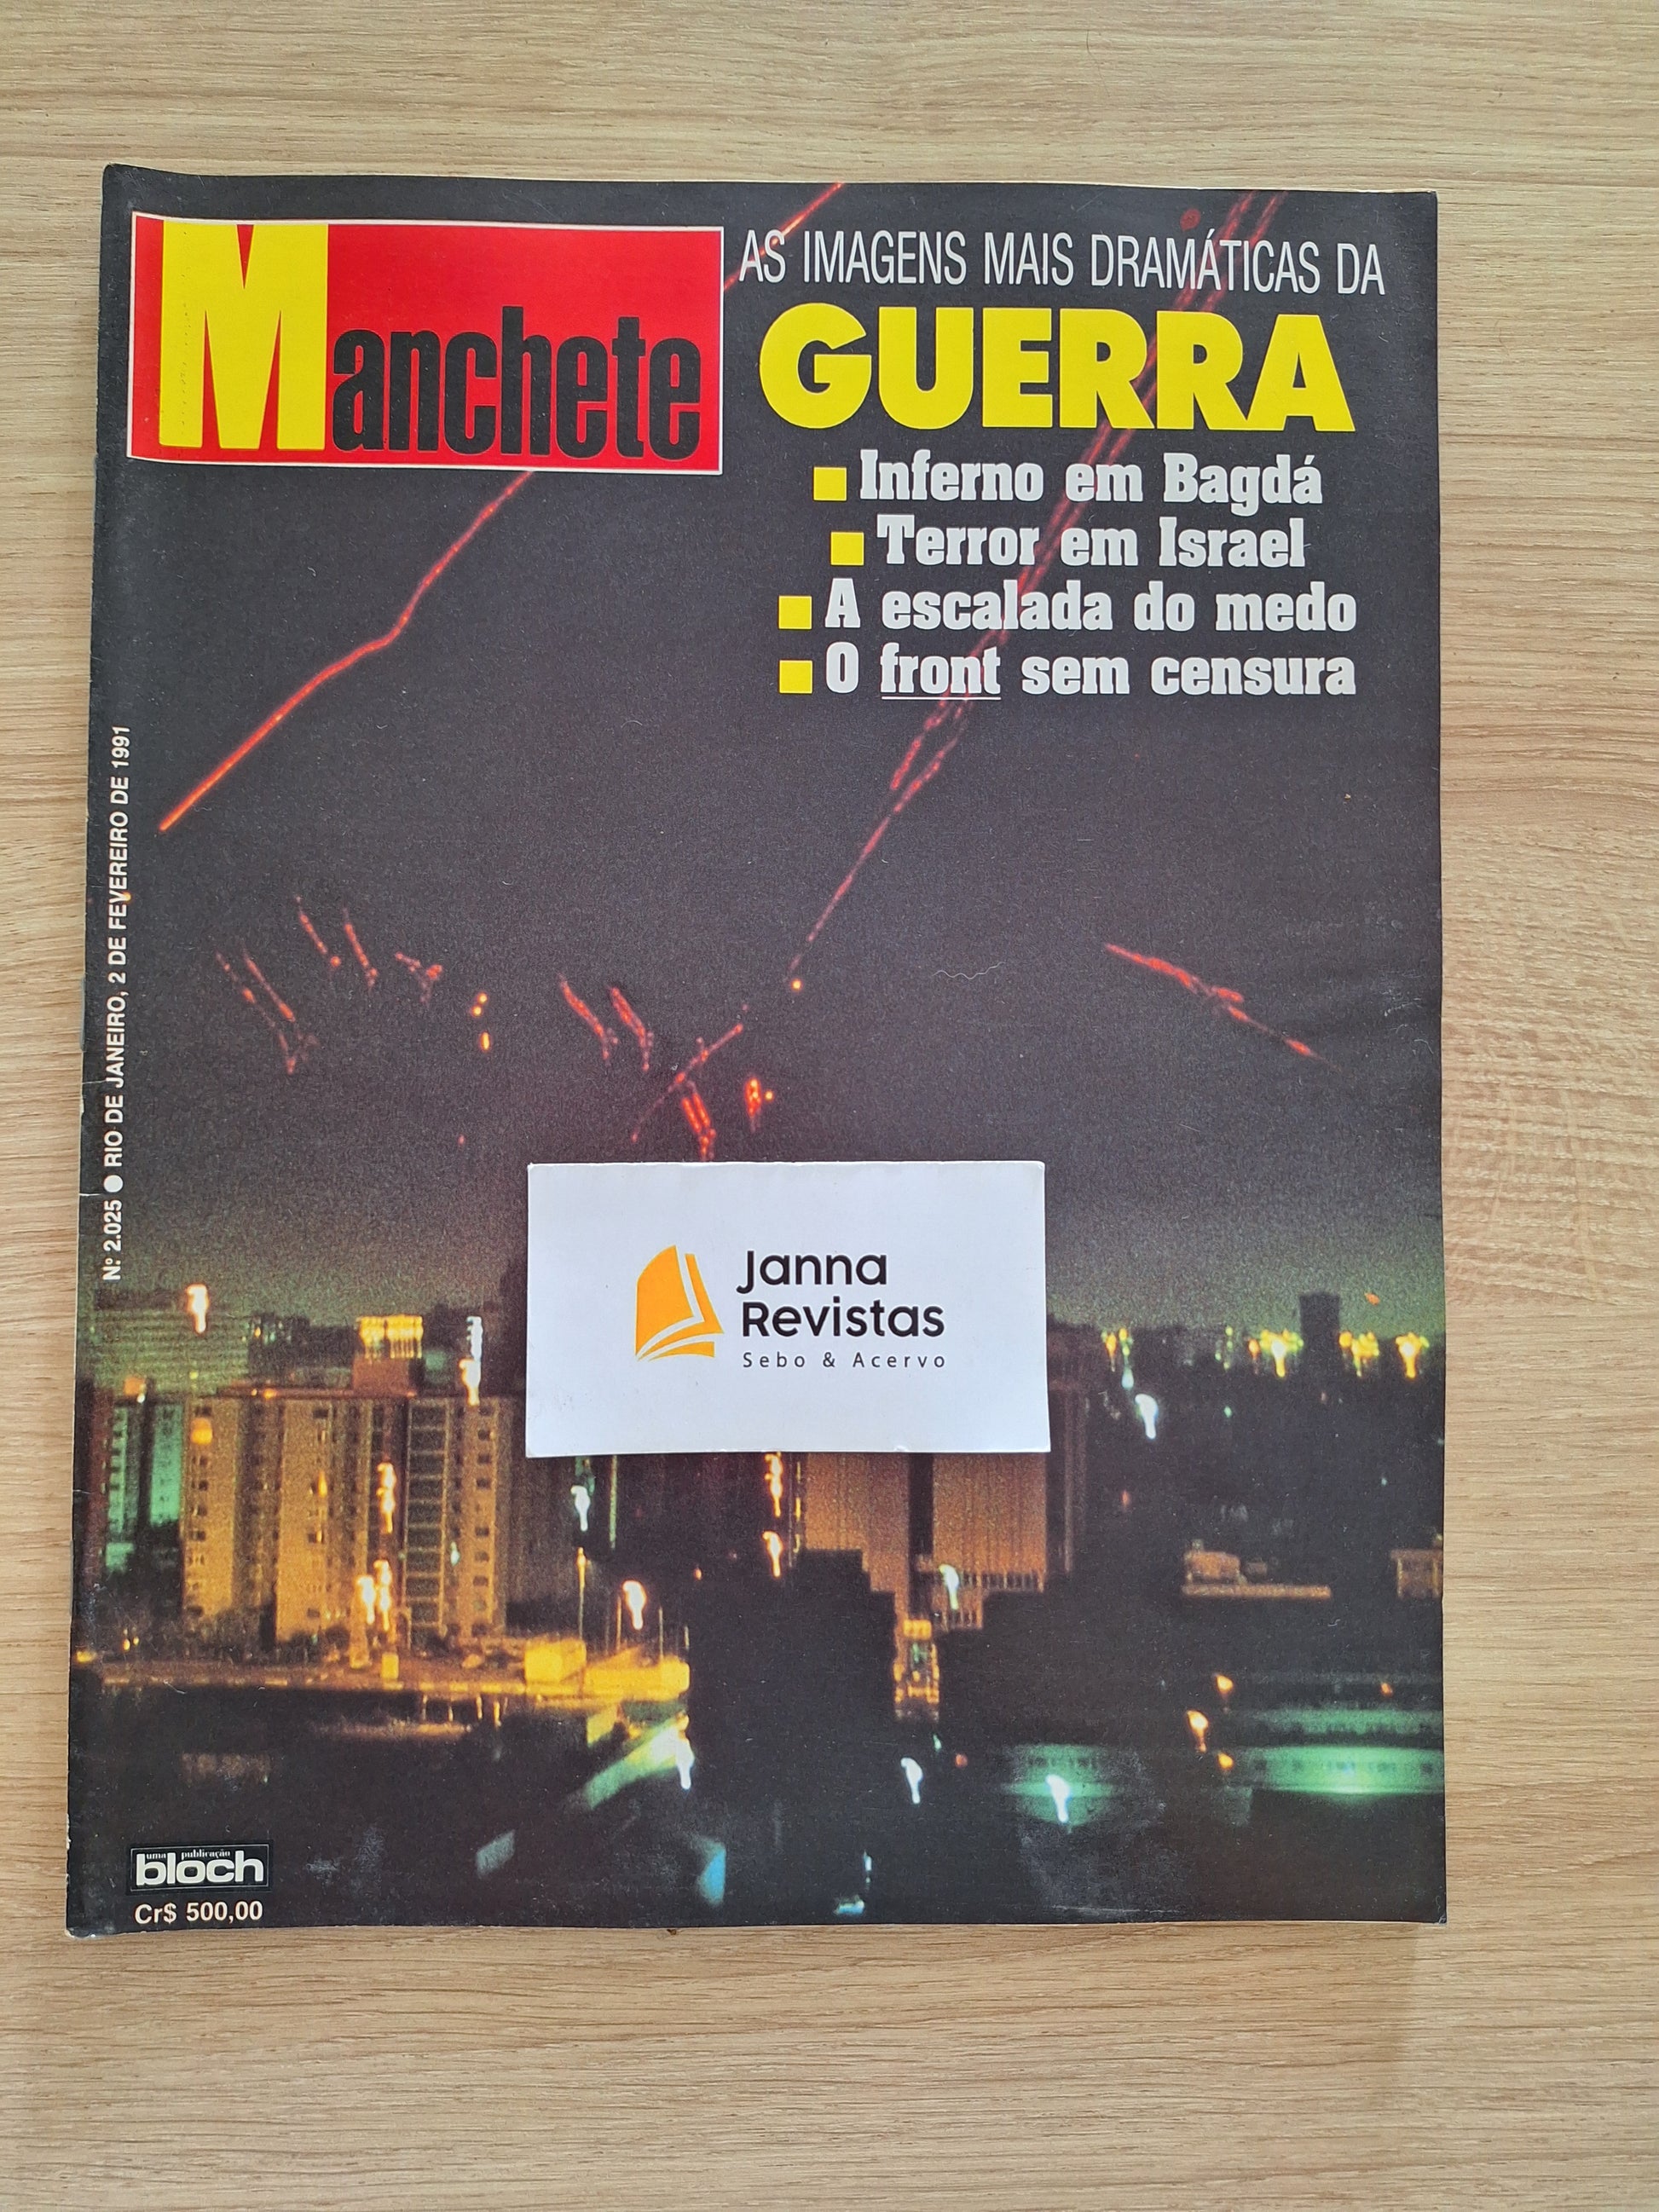 Manchete
AS IMAGENS MAIS DRAMÁTICAS DA
GUERRA
Inferno em Bagdá
Terror em Israel
A escalada do medo
O front sem censura
Nº 2.025 ● RIO DE JANEIRO, 2 DE FEVEREIRO DE 1991
Janna
Revistas
Sebo & Acervo
uma publicação
bloch
Cr$ 500,00